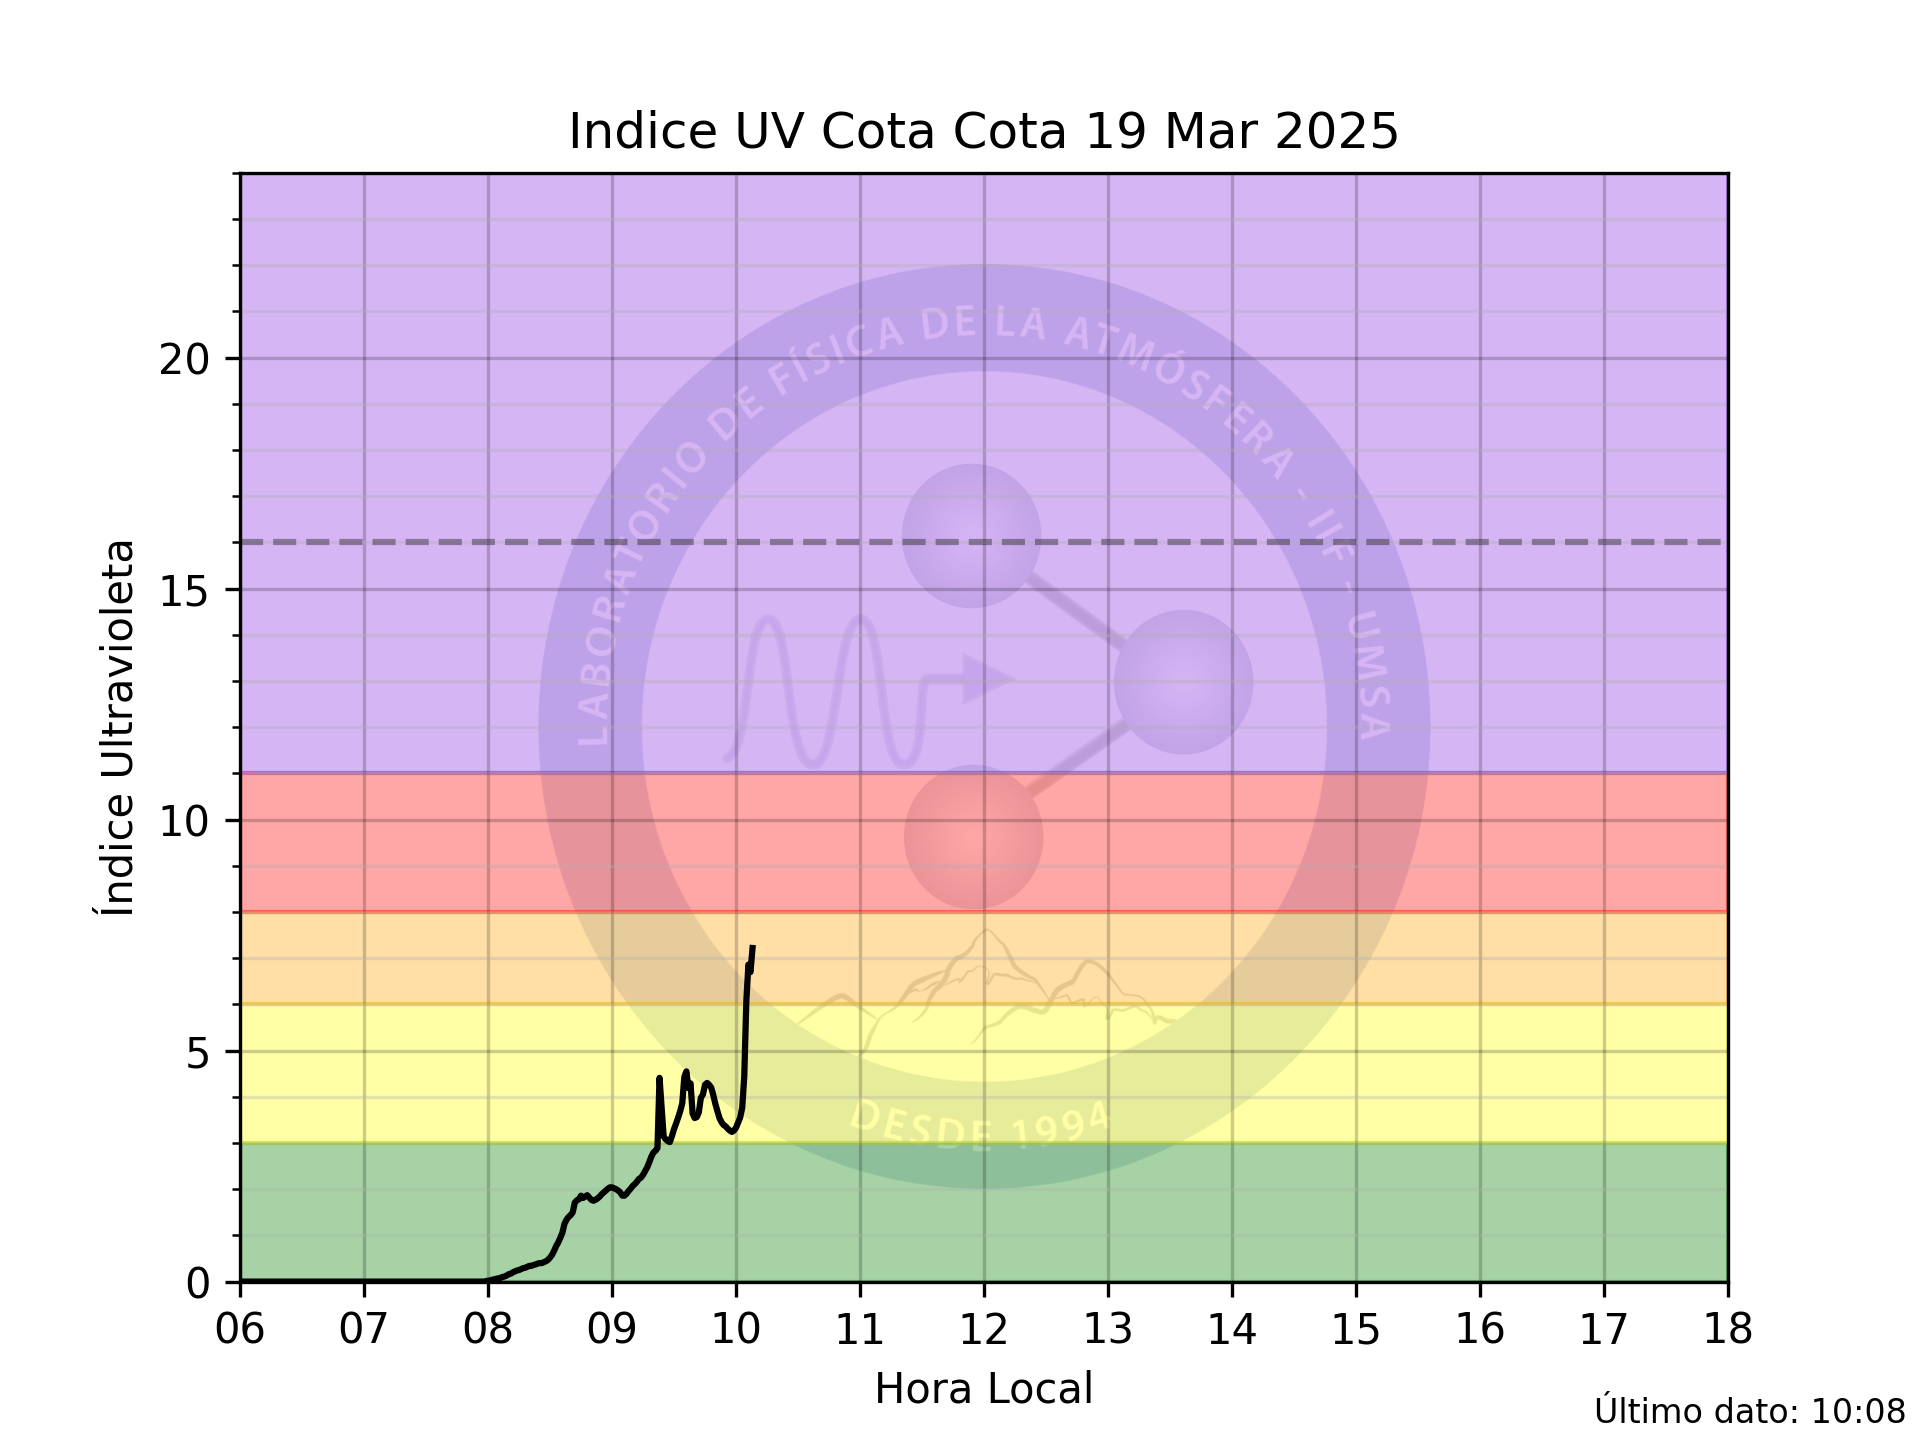 Indice UV Cota Cota 19 Mar 2025
Índice Ultravioleta
20
15
10
5
0
LABORATORIO DE FÍSICA DE LA ATMÓSFERA - IIF - UMSA
DESDE 1994
06 07 08 09 10 11 12 13 14 15 16 17 18
Hora Local
Último dato: 10:08